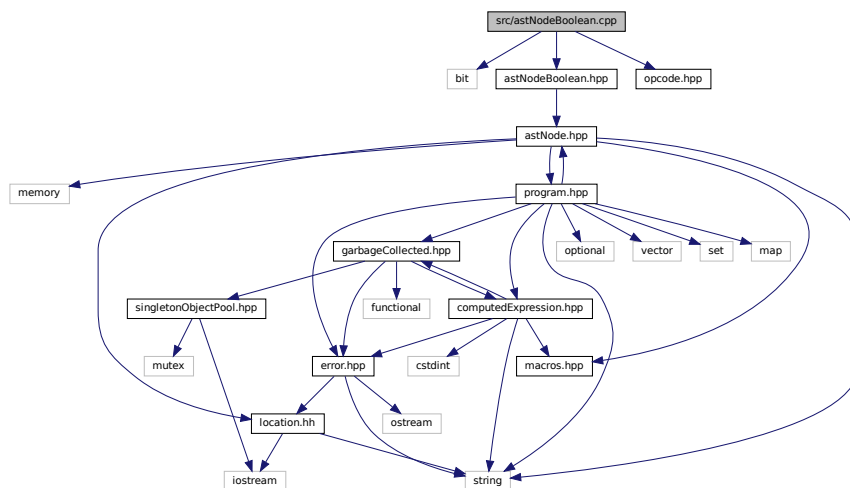 src/astNodeBoolean.cpp
bit
astNodeBoolean.hpp
opcode.hpp
astNode.hpp
memory
program.hpp
garbageCollected.hpp
optional
vector
set
map
singletonObjectPool.hpp
functional
computedExpression.hpp
mutex
error.hpp
cstdint
macros.hpp
location.hh
ostream
iostream
string